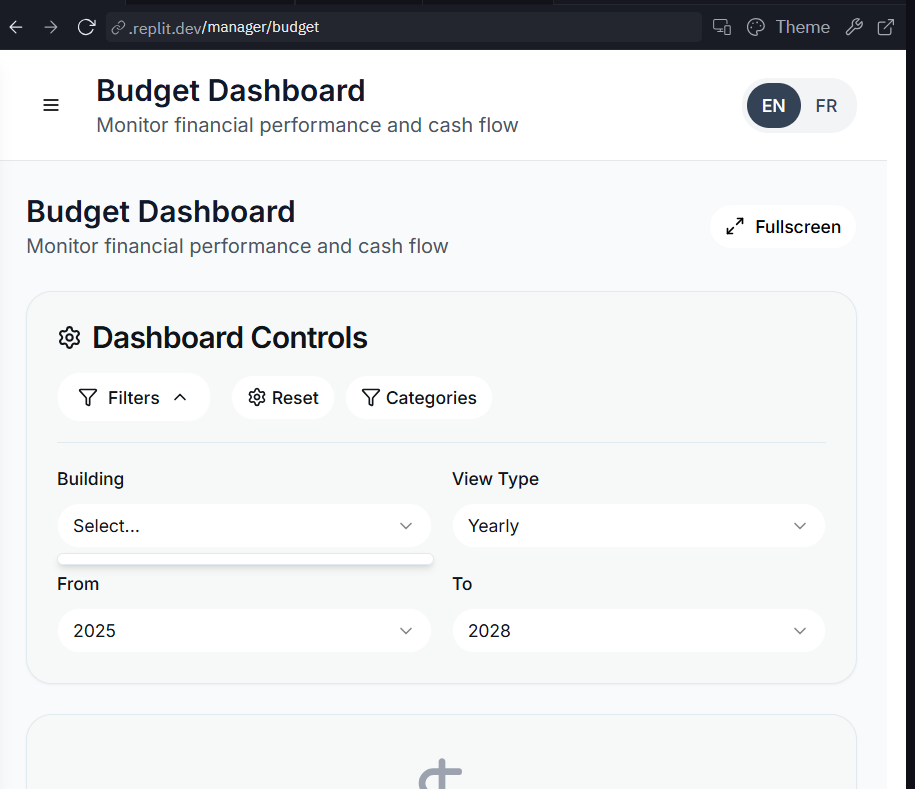 .replit.dev/manager/budget
Theme
Budget Dashboard
Monitor financial performance and cash flow
EN FR
Budget Dashboard
Monitor financial performance and cash flow
Fullscreen
Dashboard Controls
Filters Reset Categories
Building View Type
Select... Yearly
From To
2025 2028